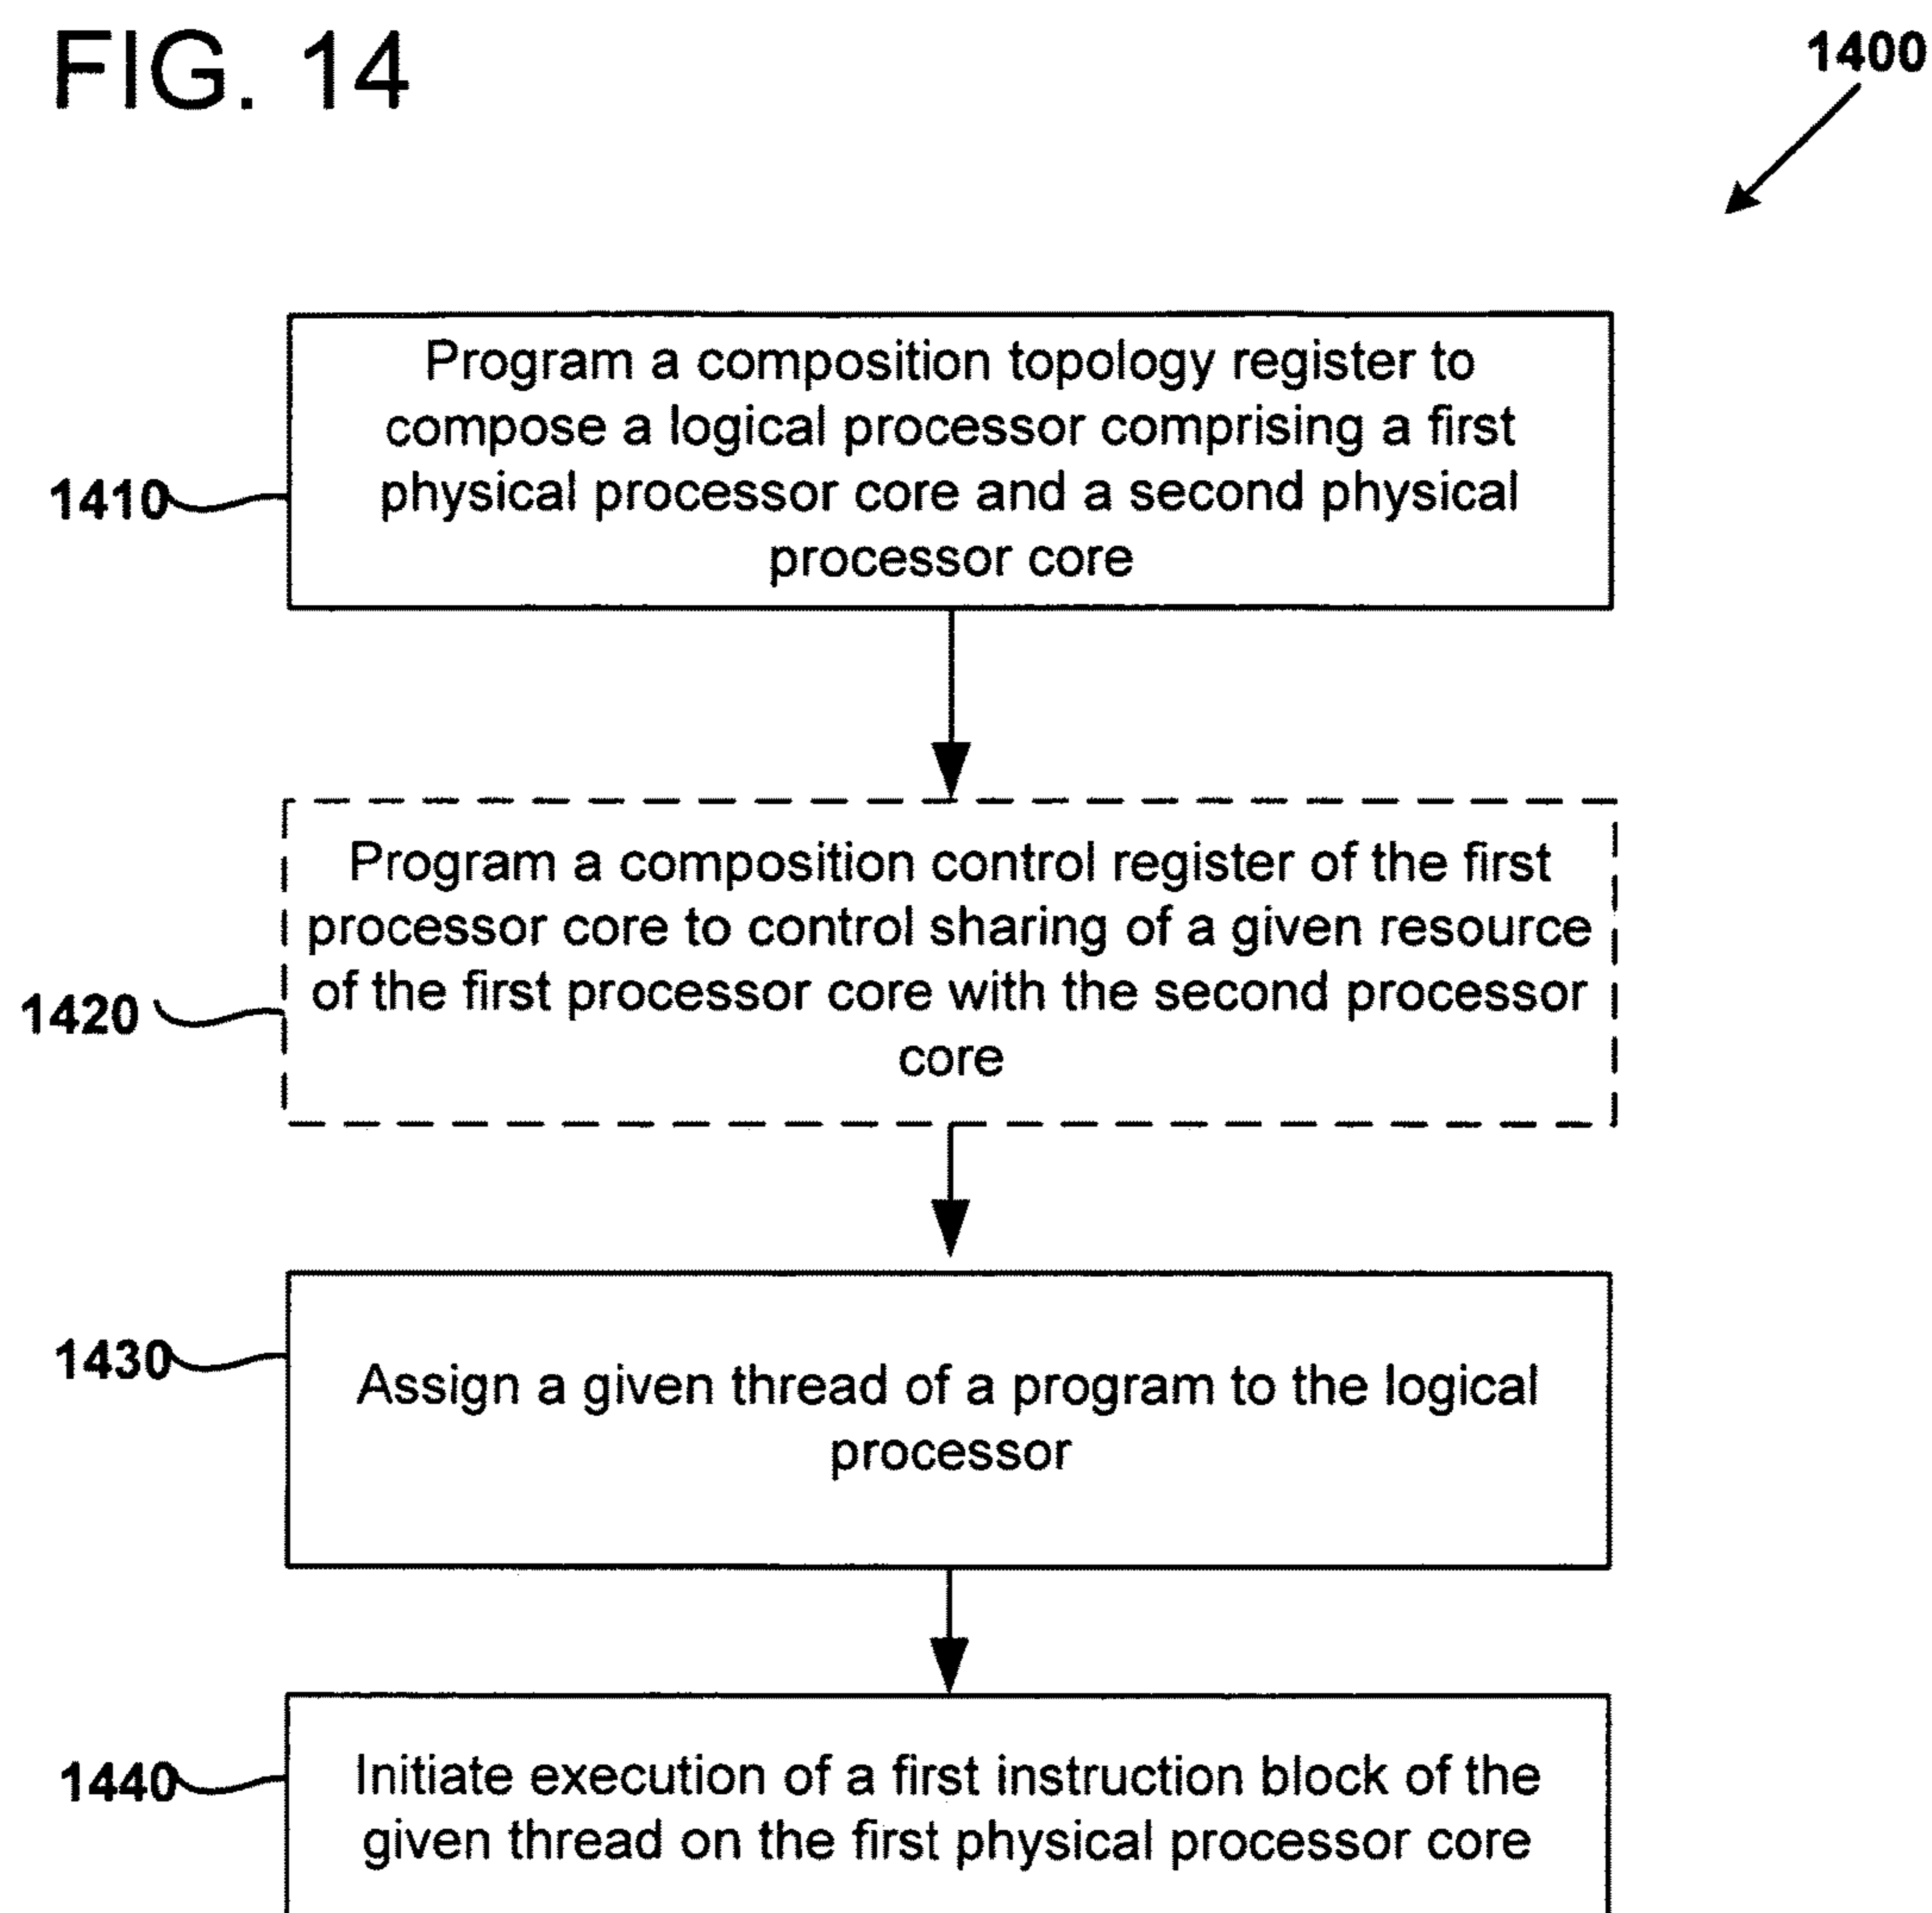 FIG. 14
1400
Program a composition topology register to
compose a logical processor comprising a first
physical processor core and a second physical
processor core
1410
Program a composition control register of the first
processor core to control sharing of a given resource
of the first processor core with the second processor
core
1420
1430
Assign a given thread of a program to the logical
processor
1440
Initiate execution of a first instruction block of the
given thread on the first physical processor core